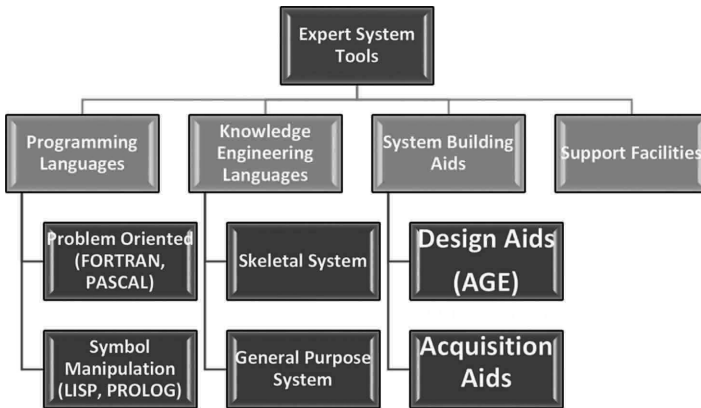 Expert System
Tools
Programming
Languages
Knowledge
Engineering
Languages
System Building
Aids
Support Facilities
Problem Oriented
(FORTRAN,
PASCAL)
Skeletal System
Design Aids
(AGE)
Symbol
Manipulation
(LISP, PROLOG)
General Purpose
System
Acquisition
Aids